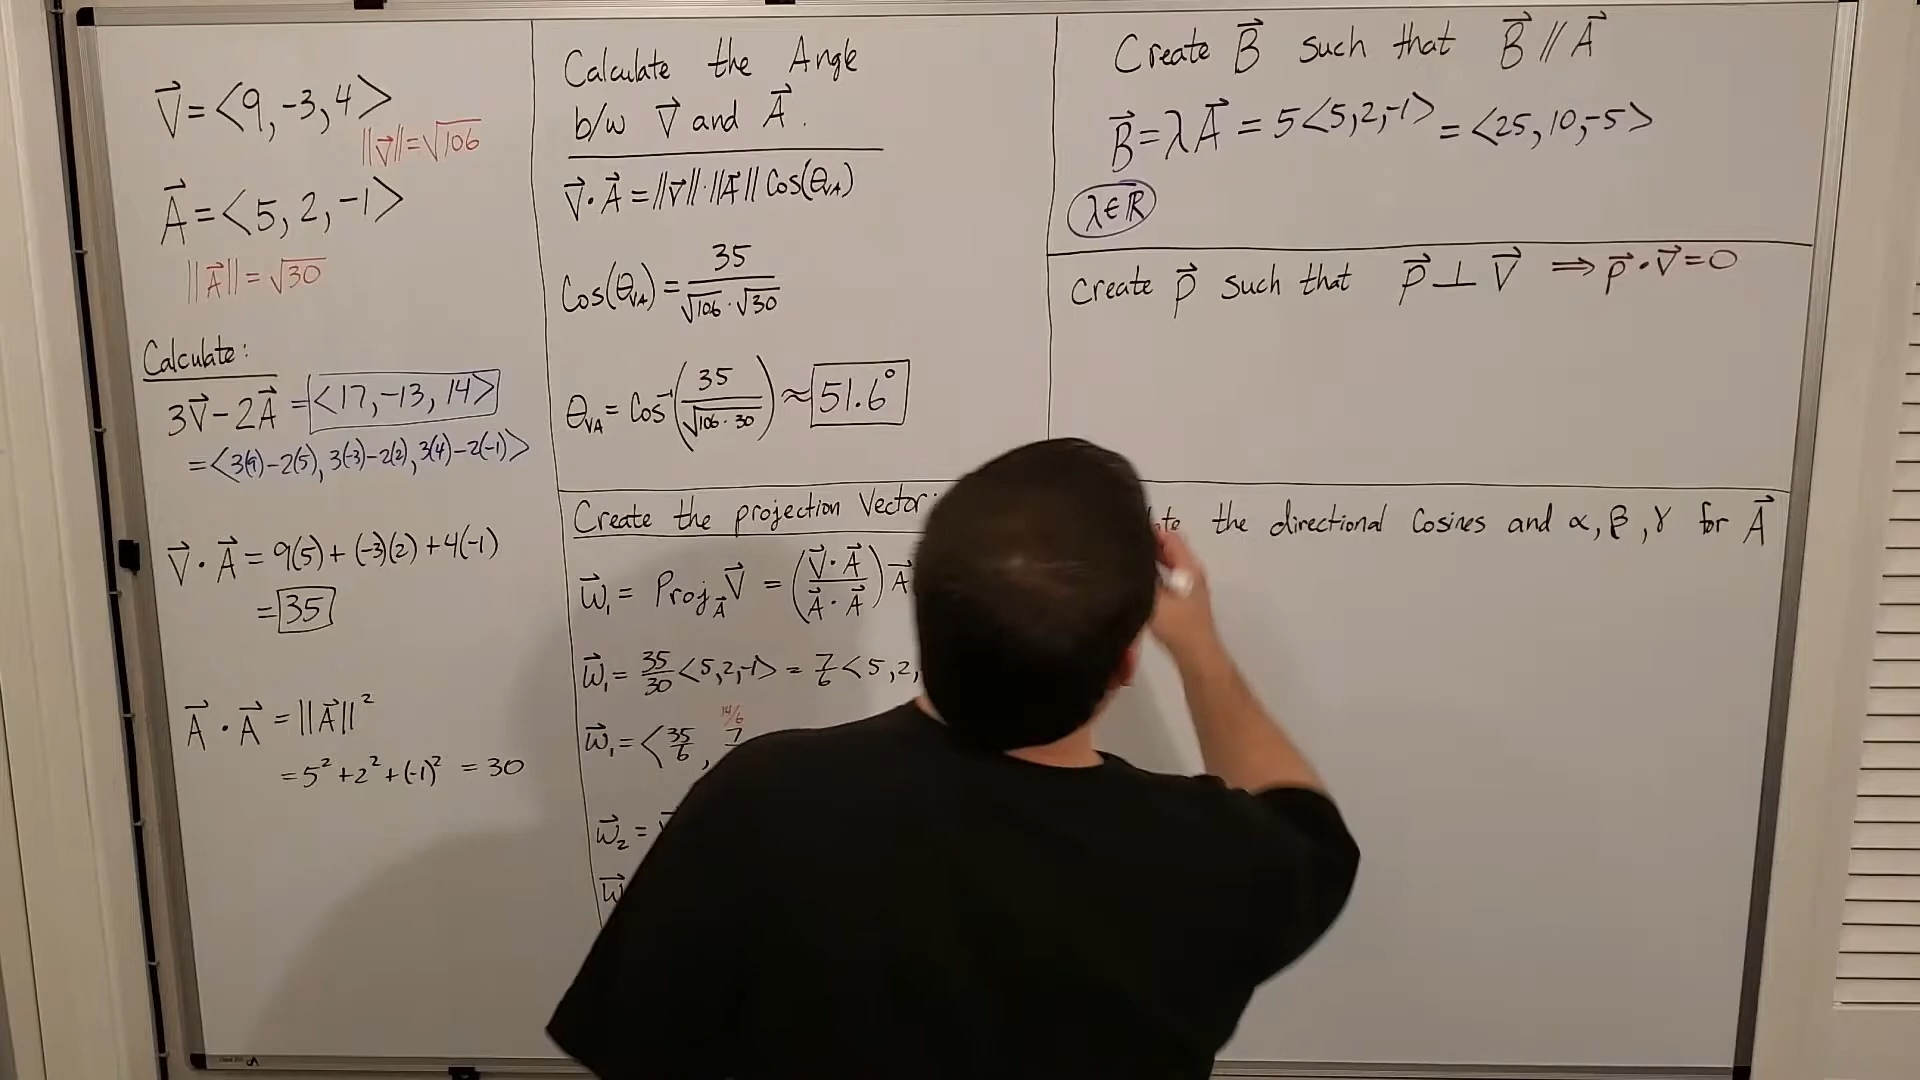 V⃗ = <9, -3, 4>
||V⃗|| = √106
A⃗ = <5, 2, -1>
||A⃗|| = √30
Calculate:
3V⃗ - 2A⃗ = <17, -13, 14>
= <3(9)-2(5), 3(-3)-2(2), 3(4)-2(-1)>
V⃗ · A⃗ = 9(5) + (-3)(2) + 4(-1)
= 35
A⃗ · A⃗ = ||A⃗||²
= 5² + 2² + (-1)² = 30
Calculate the Angle
b/w V⃗ and A⃗.
V⃗ · A⃗ = ||V⃗|| · ||A⃗|| Cos(θVA)
Cos(θVA) = 35 / √106 · √30
θVA = Cos⁻¹(35 / √106 · 30) ≈ 51.6°
Create the projection Vector:
w⃗₁ = Proj_A⃗ V⃗ = (V⃗ · A⃗ / A⃗ · A⃗) A⃗
w⃗₁ = 35/30 <5, 2, -1> = 7/6 <5, 2,
14/6
w⃗₁ = <35/6, 7
w⃗₂ =
w⃗
Create B⃗ such that B⃗ // A⃗
B⃗ = λA⃗ = 5<5, 2, -1> = <25, 10, -5>
λ∈ℝ
Create p⃗ such that p⃗ ⊥ V⃗ ⟹ p⃗ · V⃗ = 0
the directional Cosines and α, β, γ for A⃗